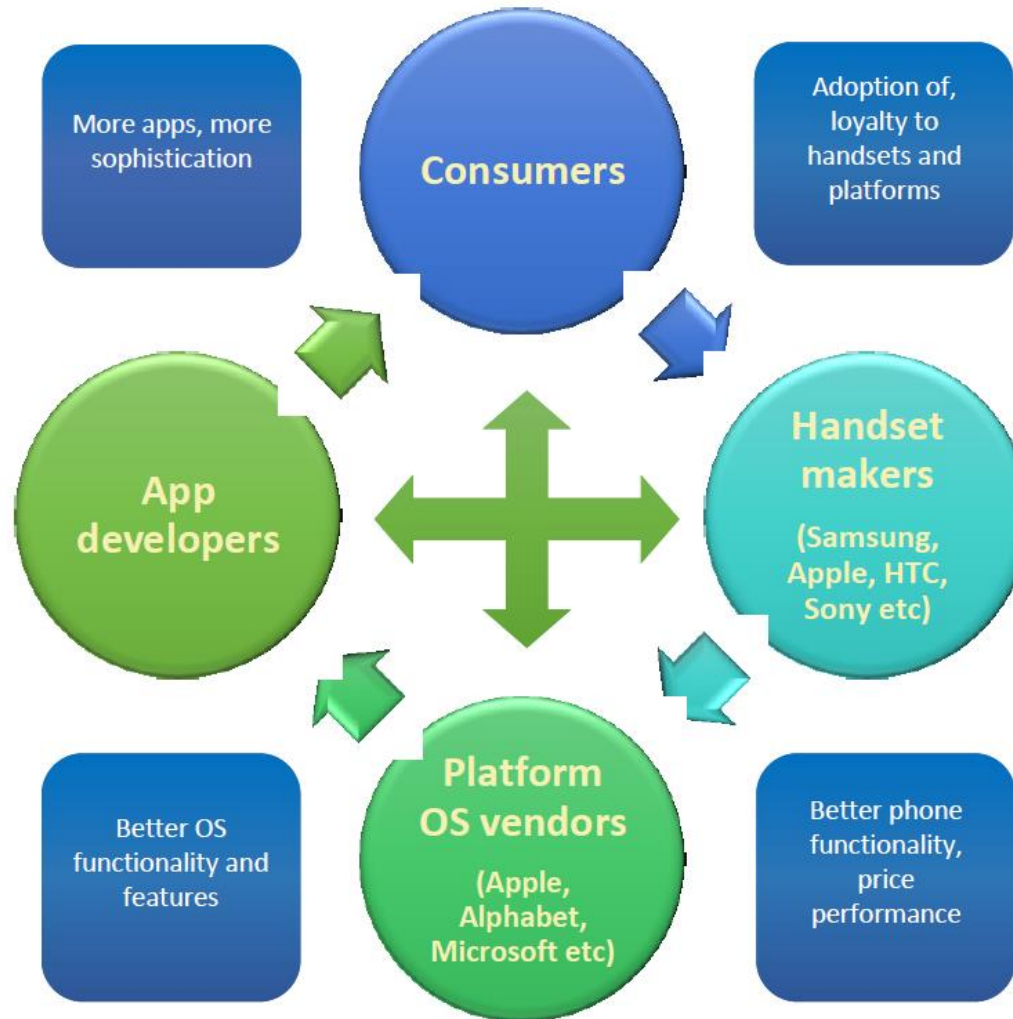 More apps, more
sophistication
Consumers
Adoption of,
loyalty to
handsets and
platforms
App
developers
Handset
makers
(Samsung,
Apple, HTC,
Sony etc)
Better OS
functionality and
features
Platform
OS vendors
(Apple,
Alphabet,
Microsoft etc)
Better phone
functionality,
price
performance